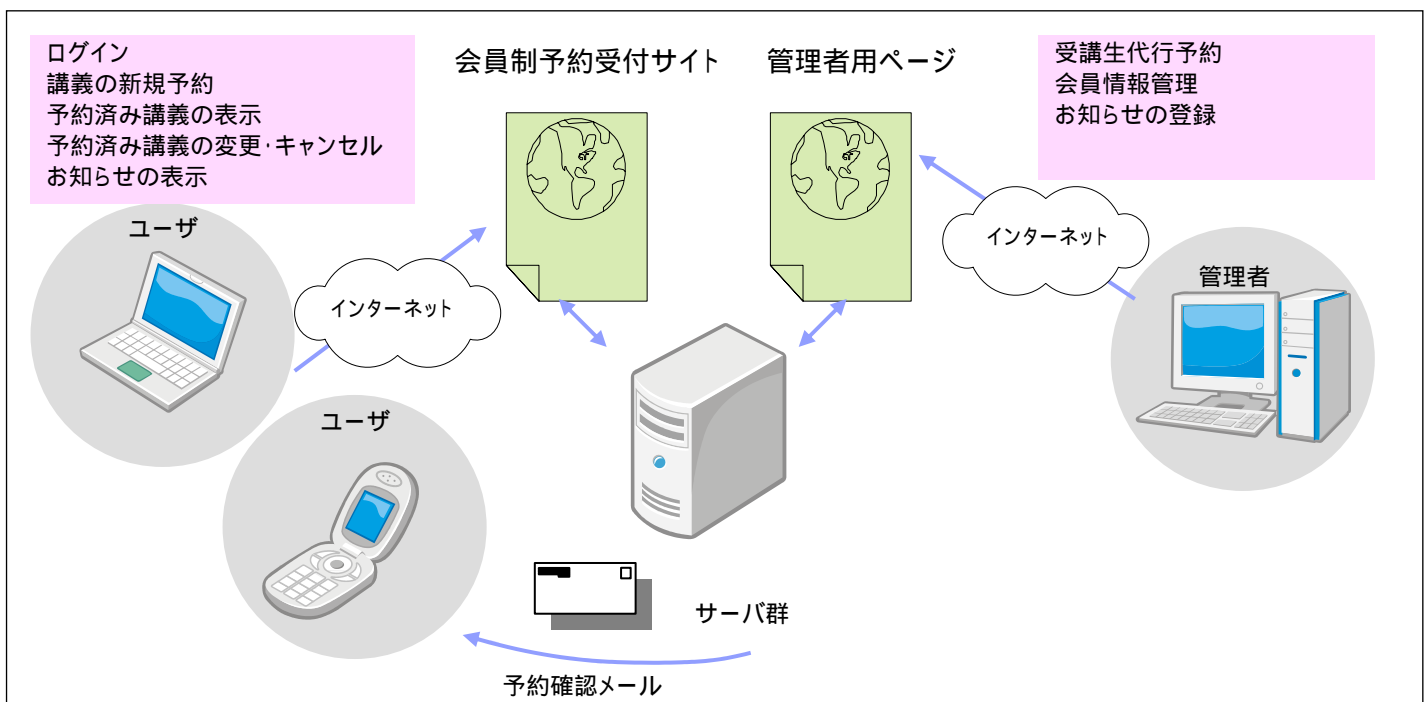 ログイン
講義の新規予約
予約済み講義の表示
予約済み講義の変更・キャンセル
お知らせの表示
会員制予約受付サイト
管理者用ページ
受講生代行予約
会員情報管理
お知らせの登録
ユーザ
インターネット
インターネット
管理者
ユーザ
サーバ群
予約確認メール